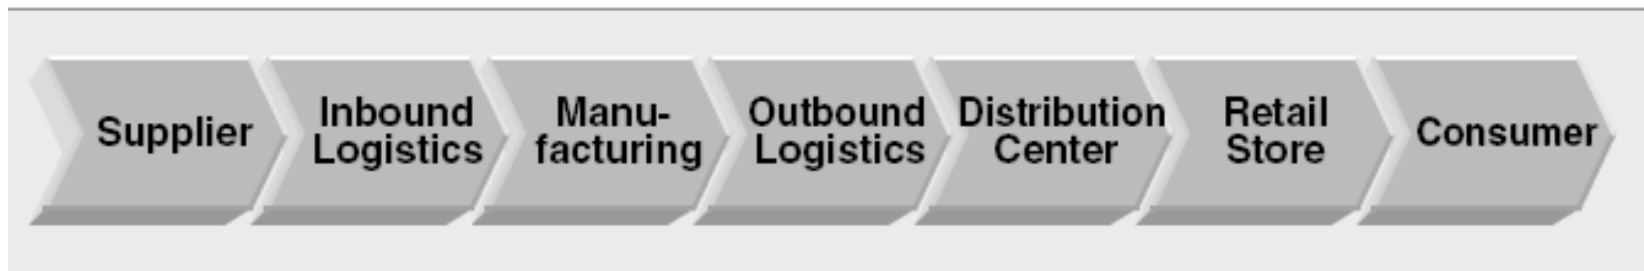 Supplier
Inbound
Logistics
Manu-
facturing
Outbound
Logistics
Distribution
Center
Retail
Store
Consumer